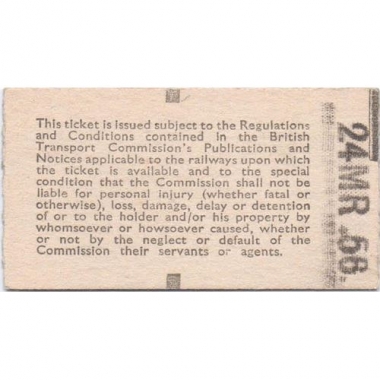 This ticket is issued subject to the Regulations
and Conditions contained in the British
Transport Commission's Publications and
Notices applicable to the railways upon which
the ticket is available and to the special
condition that the Commission shall not be
liable for personal injury (whether fatal or
otherwise), loss, damage, delay or detention
of or to the holder and/or his property by
whomsoever or howsoever caused, whether
or not by the neglect or default of the
Commission their servants or agents.
24MR 66